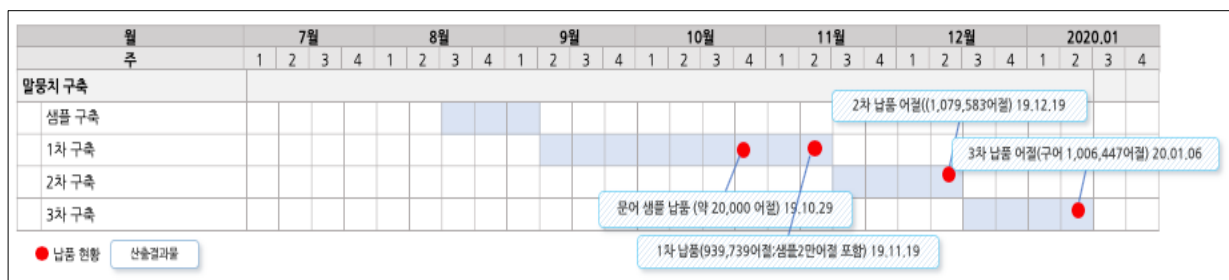 월 7월 8월 9월 10월 11월 12월 2020.01
주 1 2 3 4 1 2 3 4 1 2 3 4 1 2 3 4 1 2 3 4 1 2 3 4 1 2 3 4
말뭉치 구축
샘플 구축
2차 납품 어절((1,079,583어절) 19.12.19
1차 구축
3차 납품 어절(구어 1,006,447어절) 20.01.06
2차 구축
문어 샘플 납품 (약 20,000 어절) 19.10.29
3차 구축
1차 납품(939,739어절;샘플2만어절 포함) 19.11.19
납품 현황 산출결과물